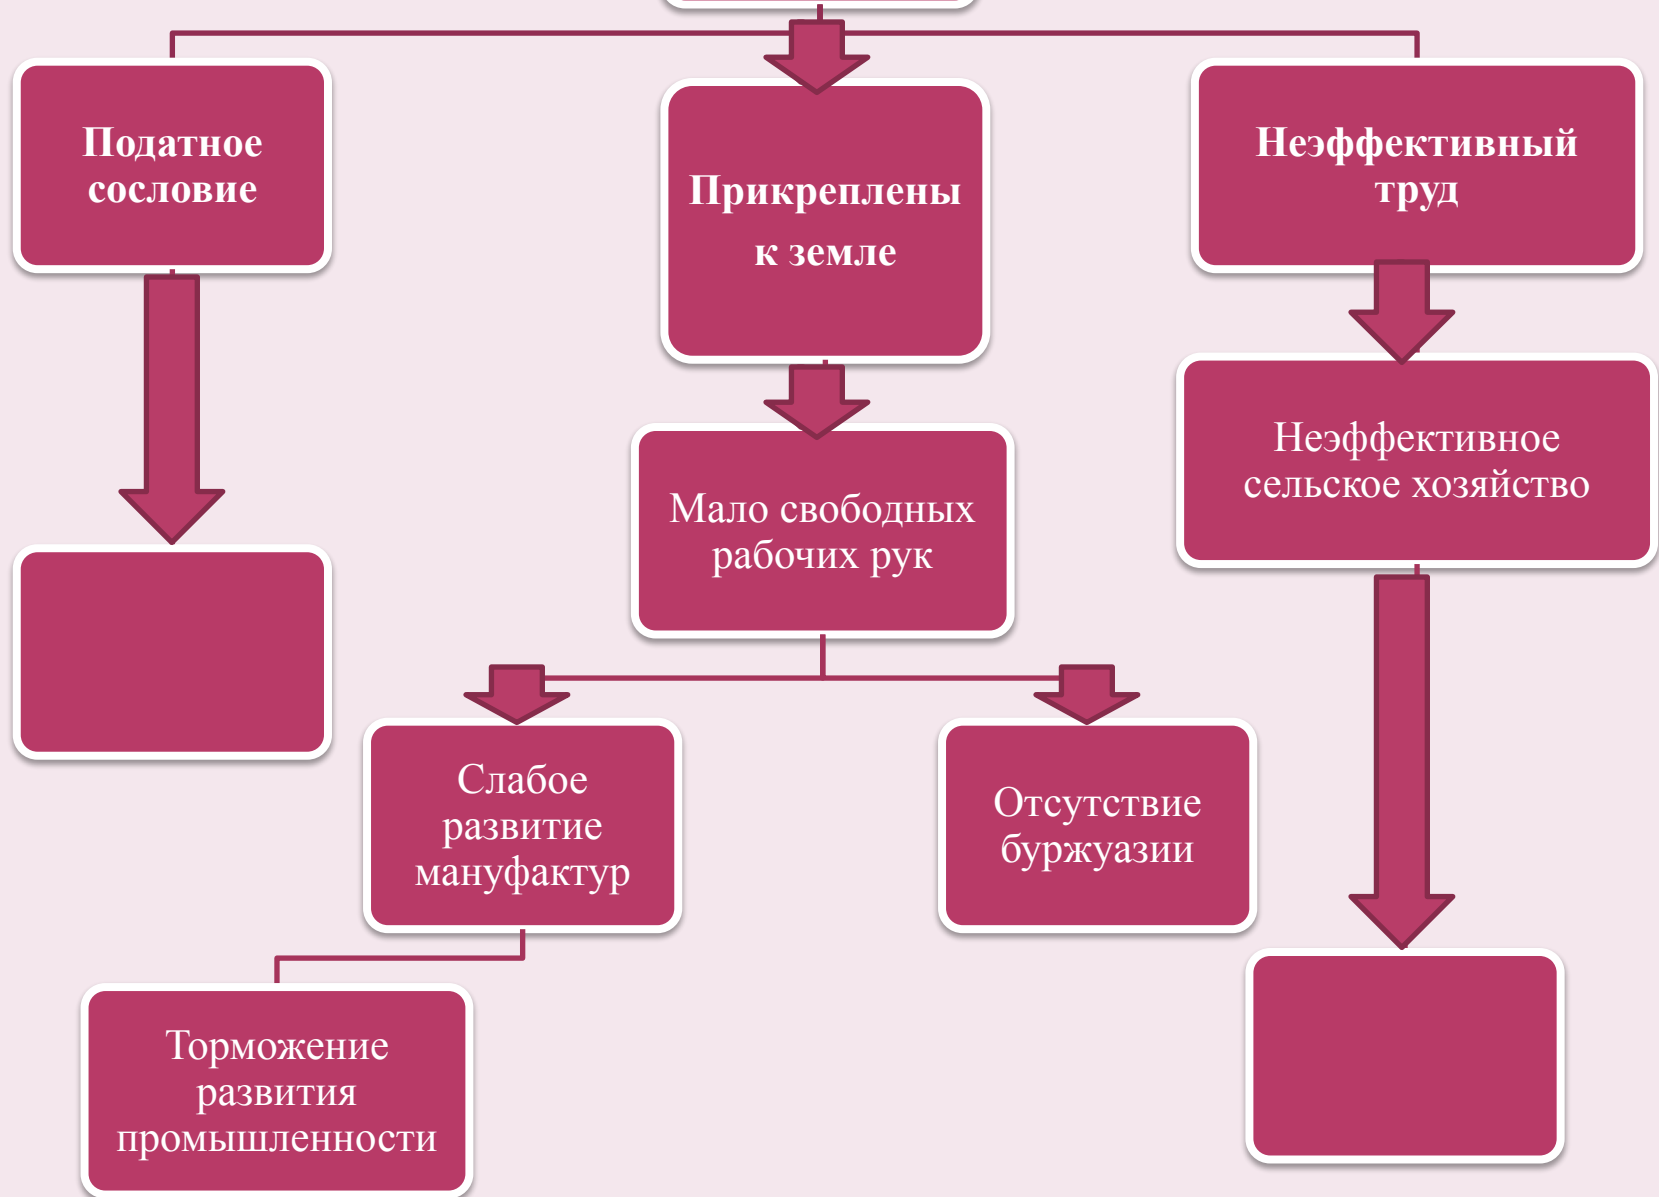 Податное
сословие
Прикреплены
к земле
Неэффективный
труд
Мало свободных
рабочих рук
Неэффективное
сельское хозяйство
Слабое
развитие
мануфактур
Отсутствие
буржуазии
Торможение
развития
промышленности